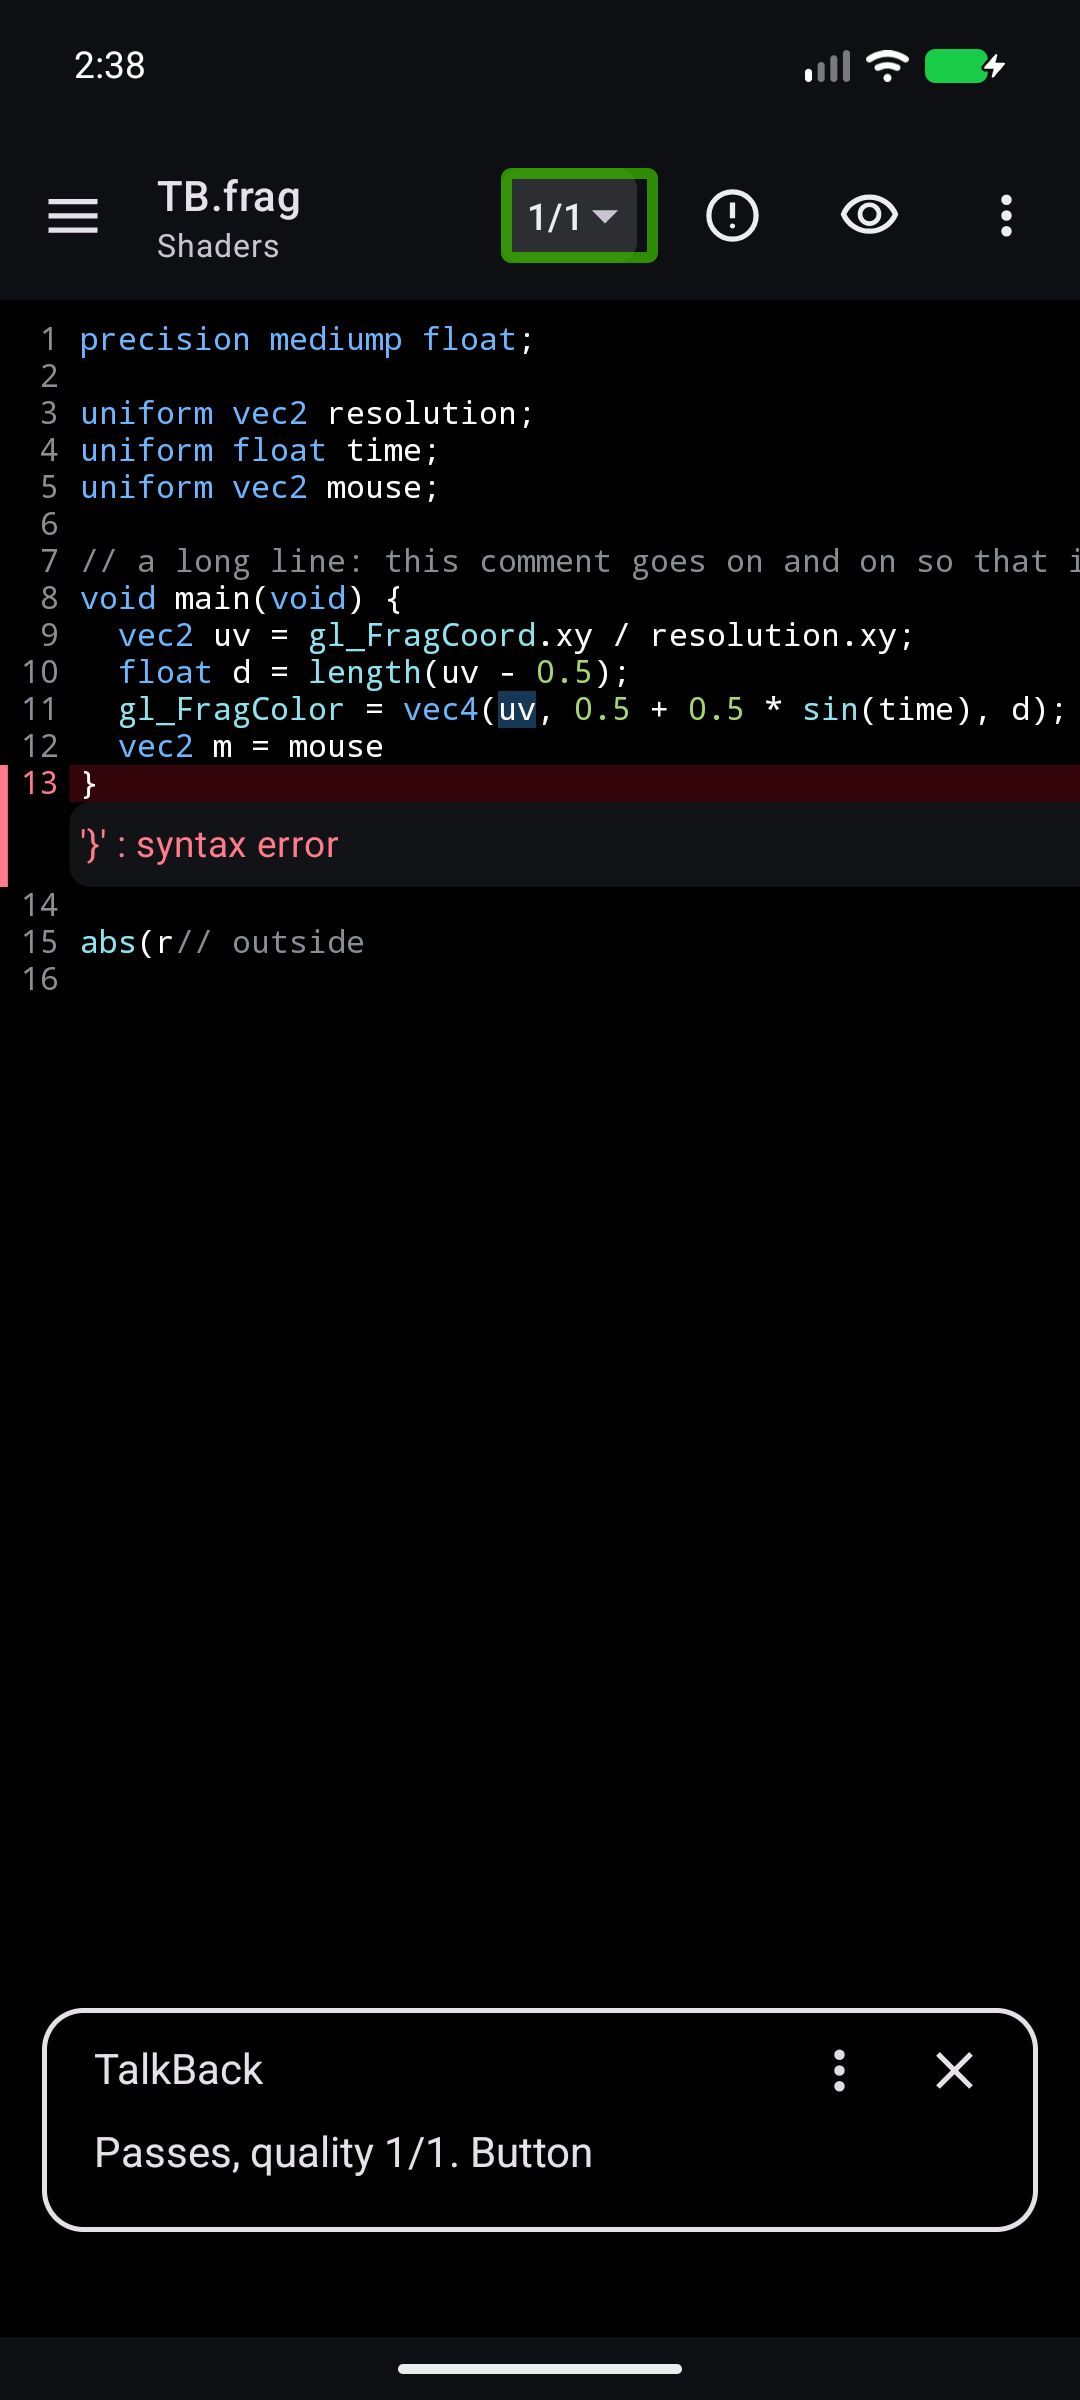 2:38
TB.frag
Shaders
1/1
1 precision mediump float;
2
3 uniform vec2 resolution;
4 uniform float time;
5 uniform vec2 mouse;
6
7 // a long line: this comment goes on and on so that i
8 void main(void) {
9   vec2 uv = gl_FragCoord.xy / resolution.xy;
10   float d = length(uv - 0.5);
11   gl_FragColor = vec4(uv, 0.5 + 0.5 * sin(time), d);
12   vec2 m = mouse
13 }
'}' : syntax error
14
15 abs(r// outside
16
TalkBack
Passes, quality 1/1. Button